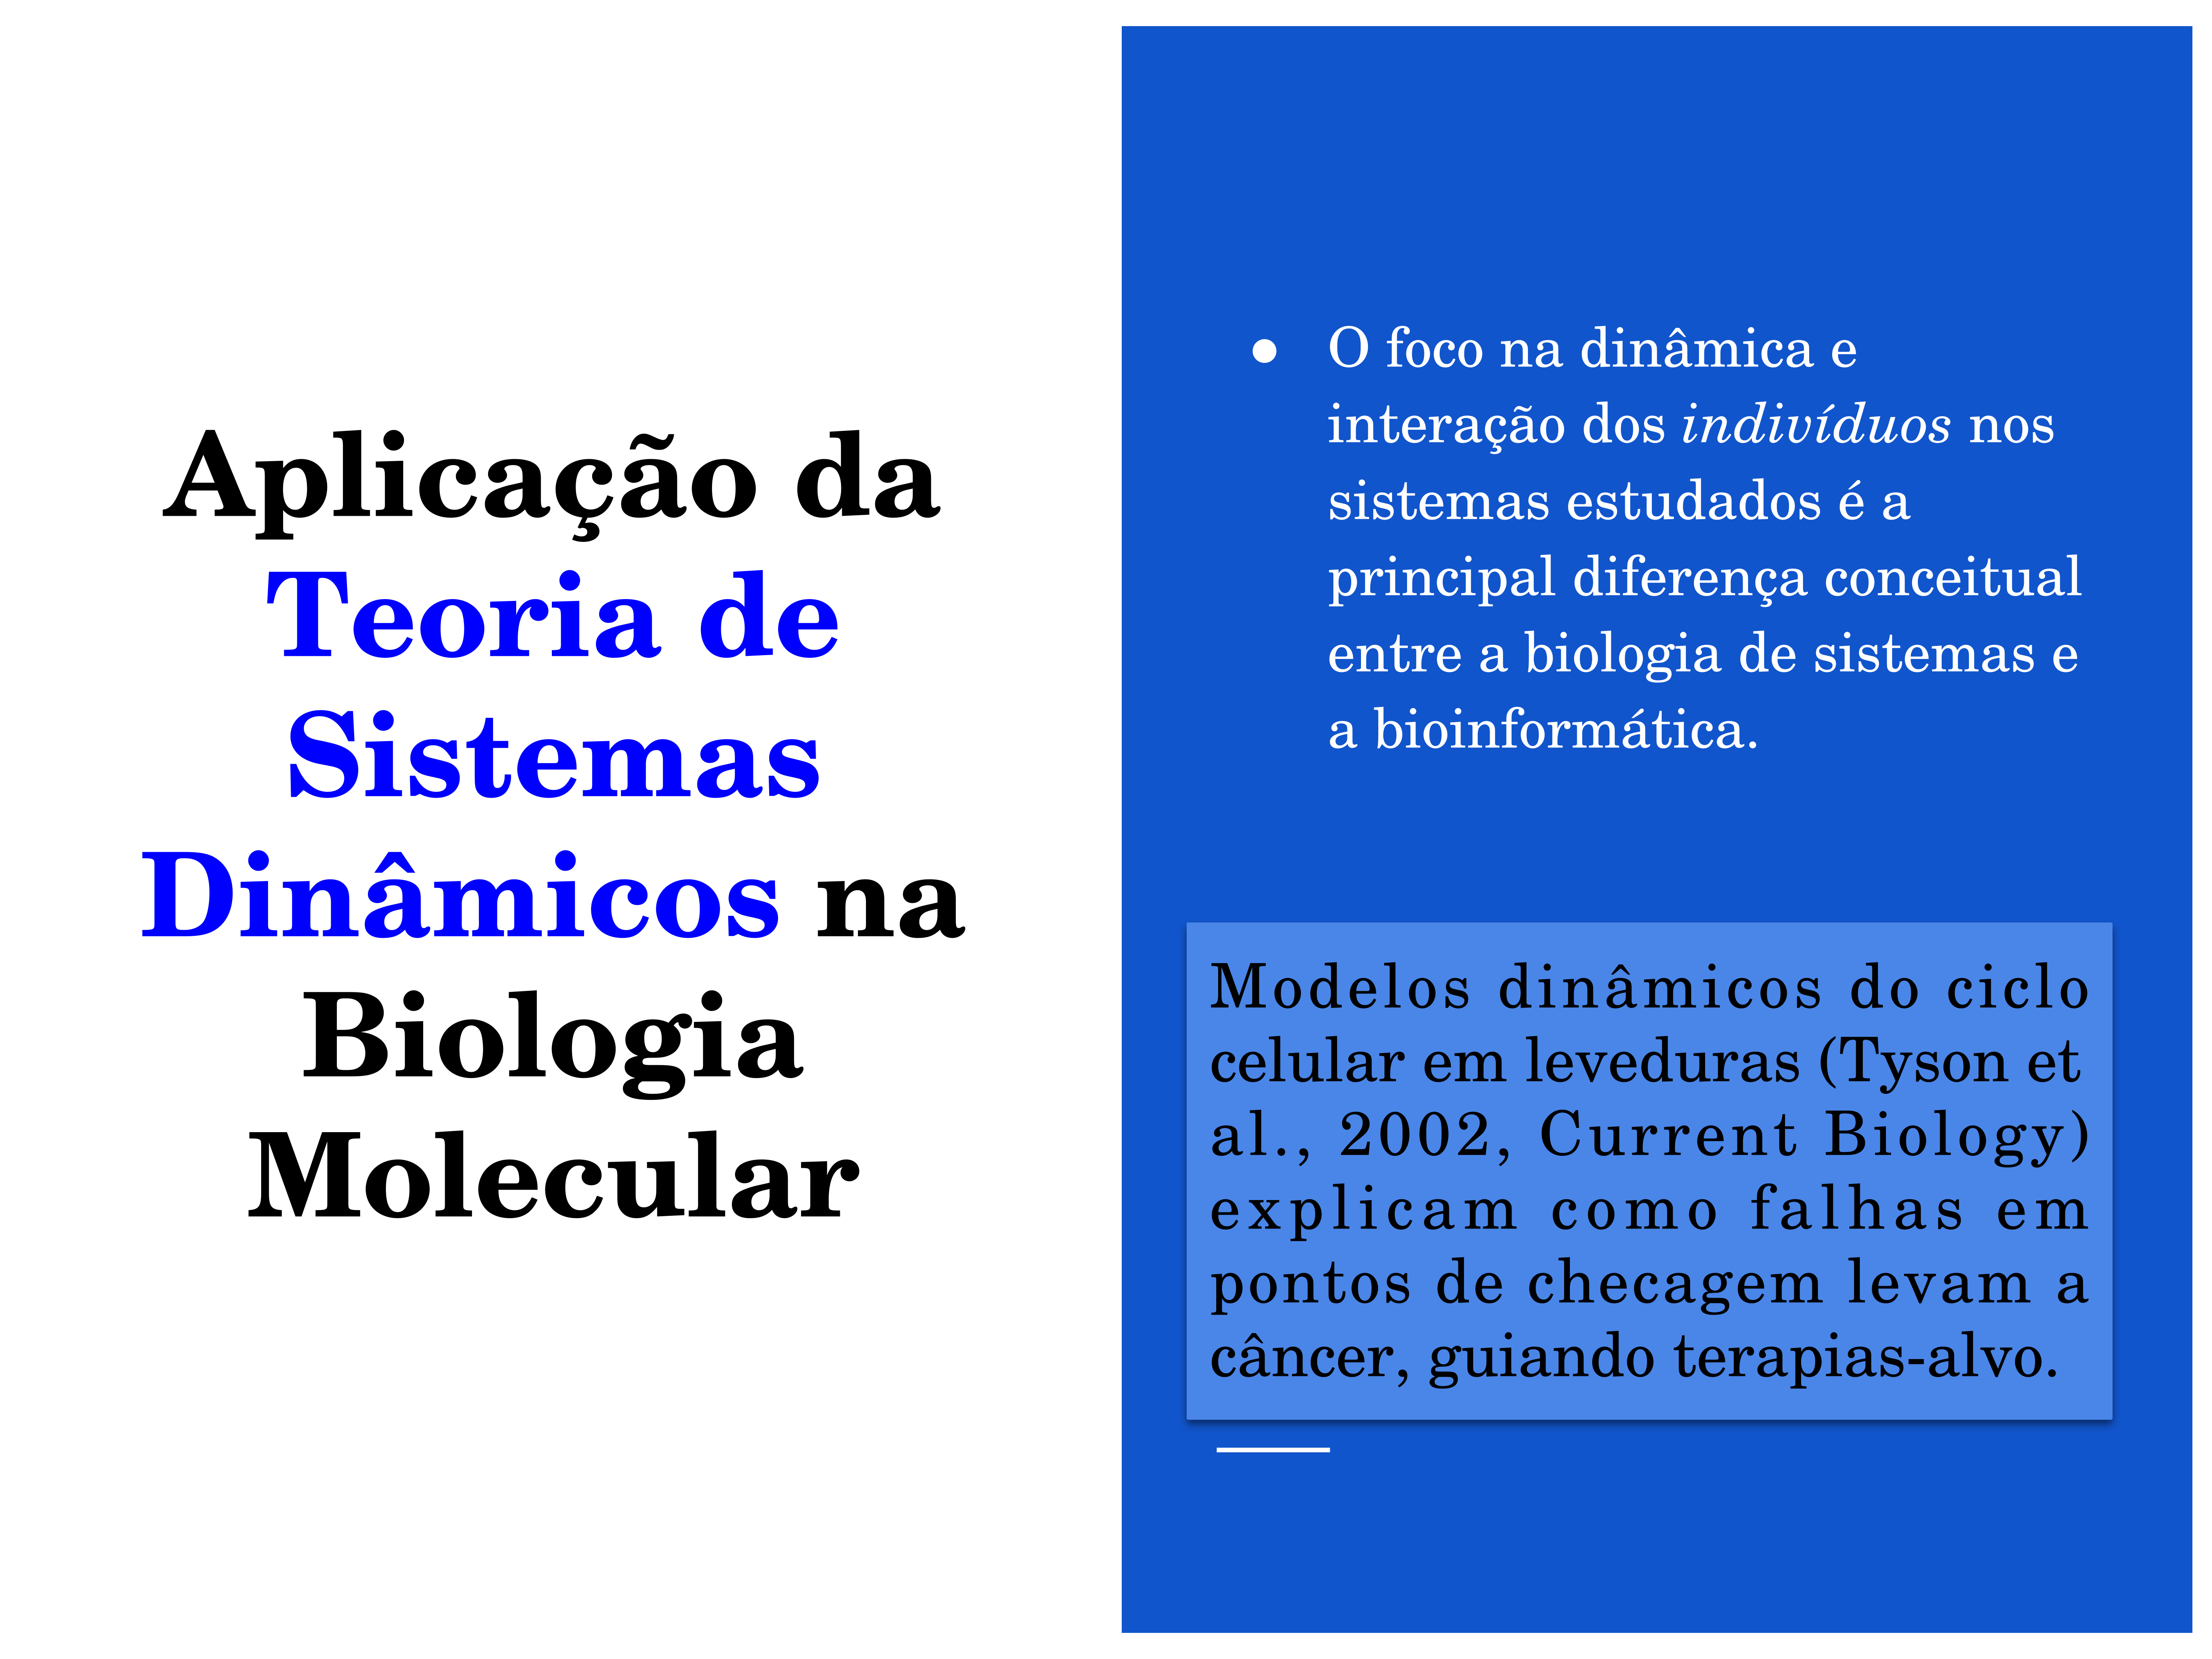 Aplicação da
Teoria de
Sistemas
Dinâmicos na
Biologia
Molecular
● O foco na dinâmica e
interação dos indivíduos nos
sistemas estudados é a
principal diferença conceitual
entre a biologia de sistemas e
a bioinformática.
Modelos dinâmicos do ciclo
celular em leveduras (Tyson et
al., 2002, Current Biology)
explicam como falhas em
pontos de checagem levam a
câncer, guiando terapias-alvo.